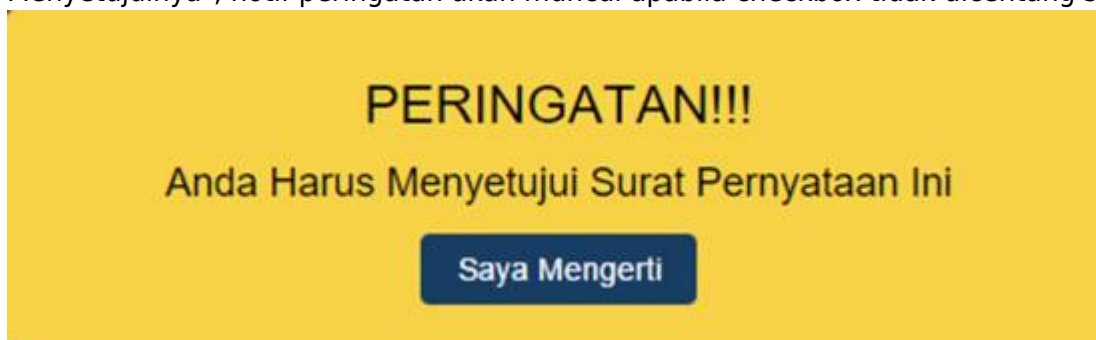 PERINGATAN!!!
Anda Harus Menyetujui Surat Pernyataan Ini
Saya Mengerti